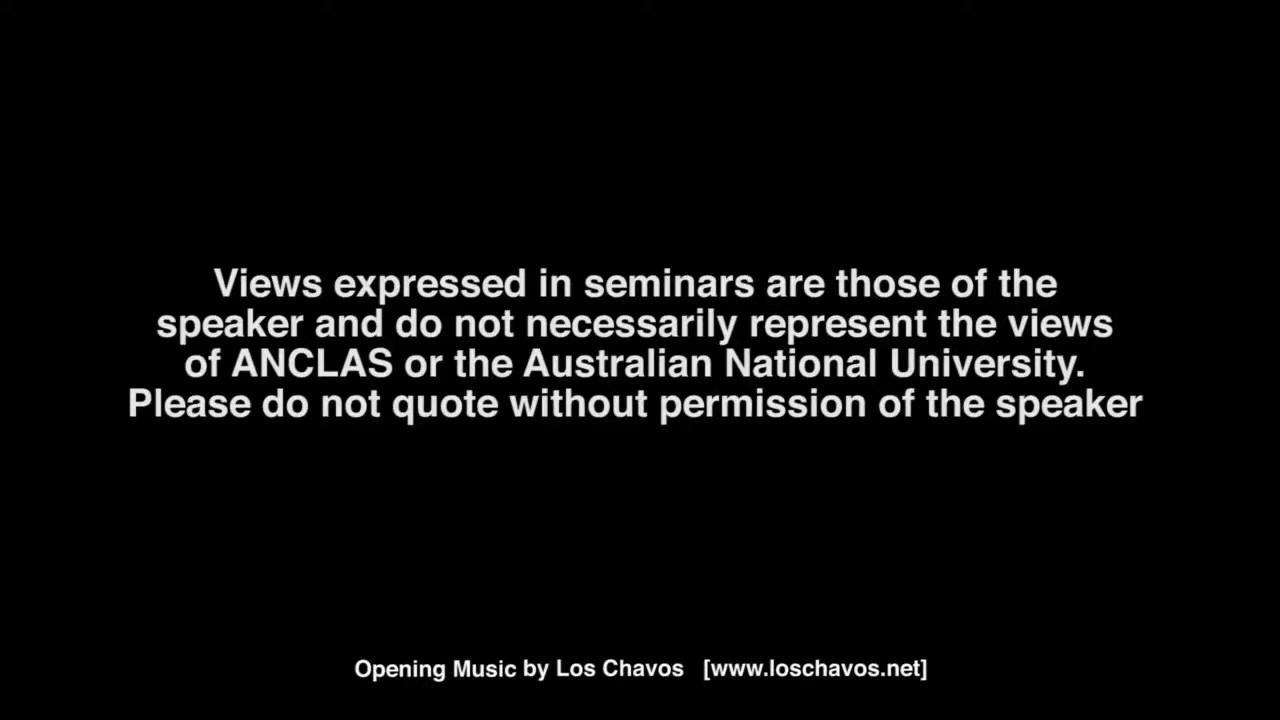 Views expressed in seminars are those of the
speaker and do not necessarily represent the views
of ANCLAS or the Australian National University.
Please do not quote without permission of the speaker
Opening Music by Los Chavos [www.loschavos.net]